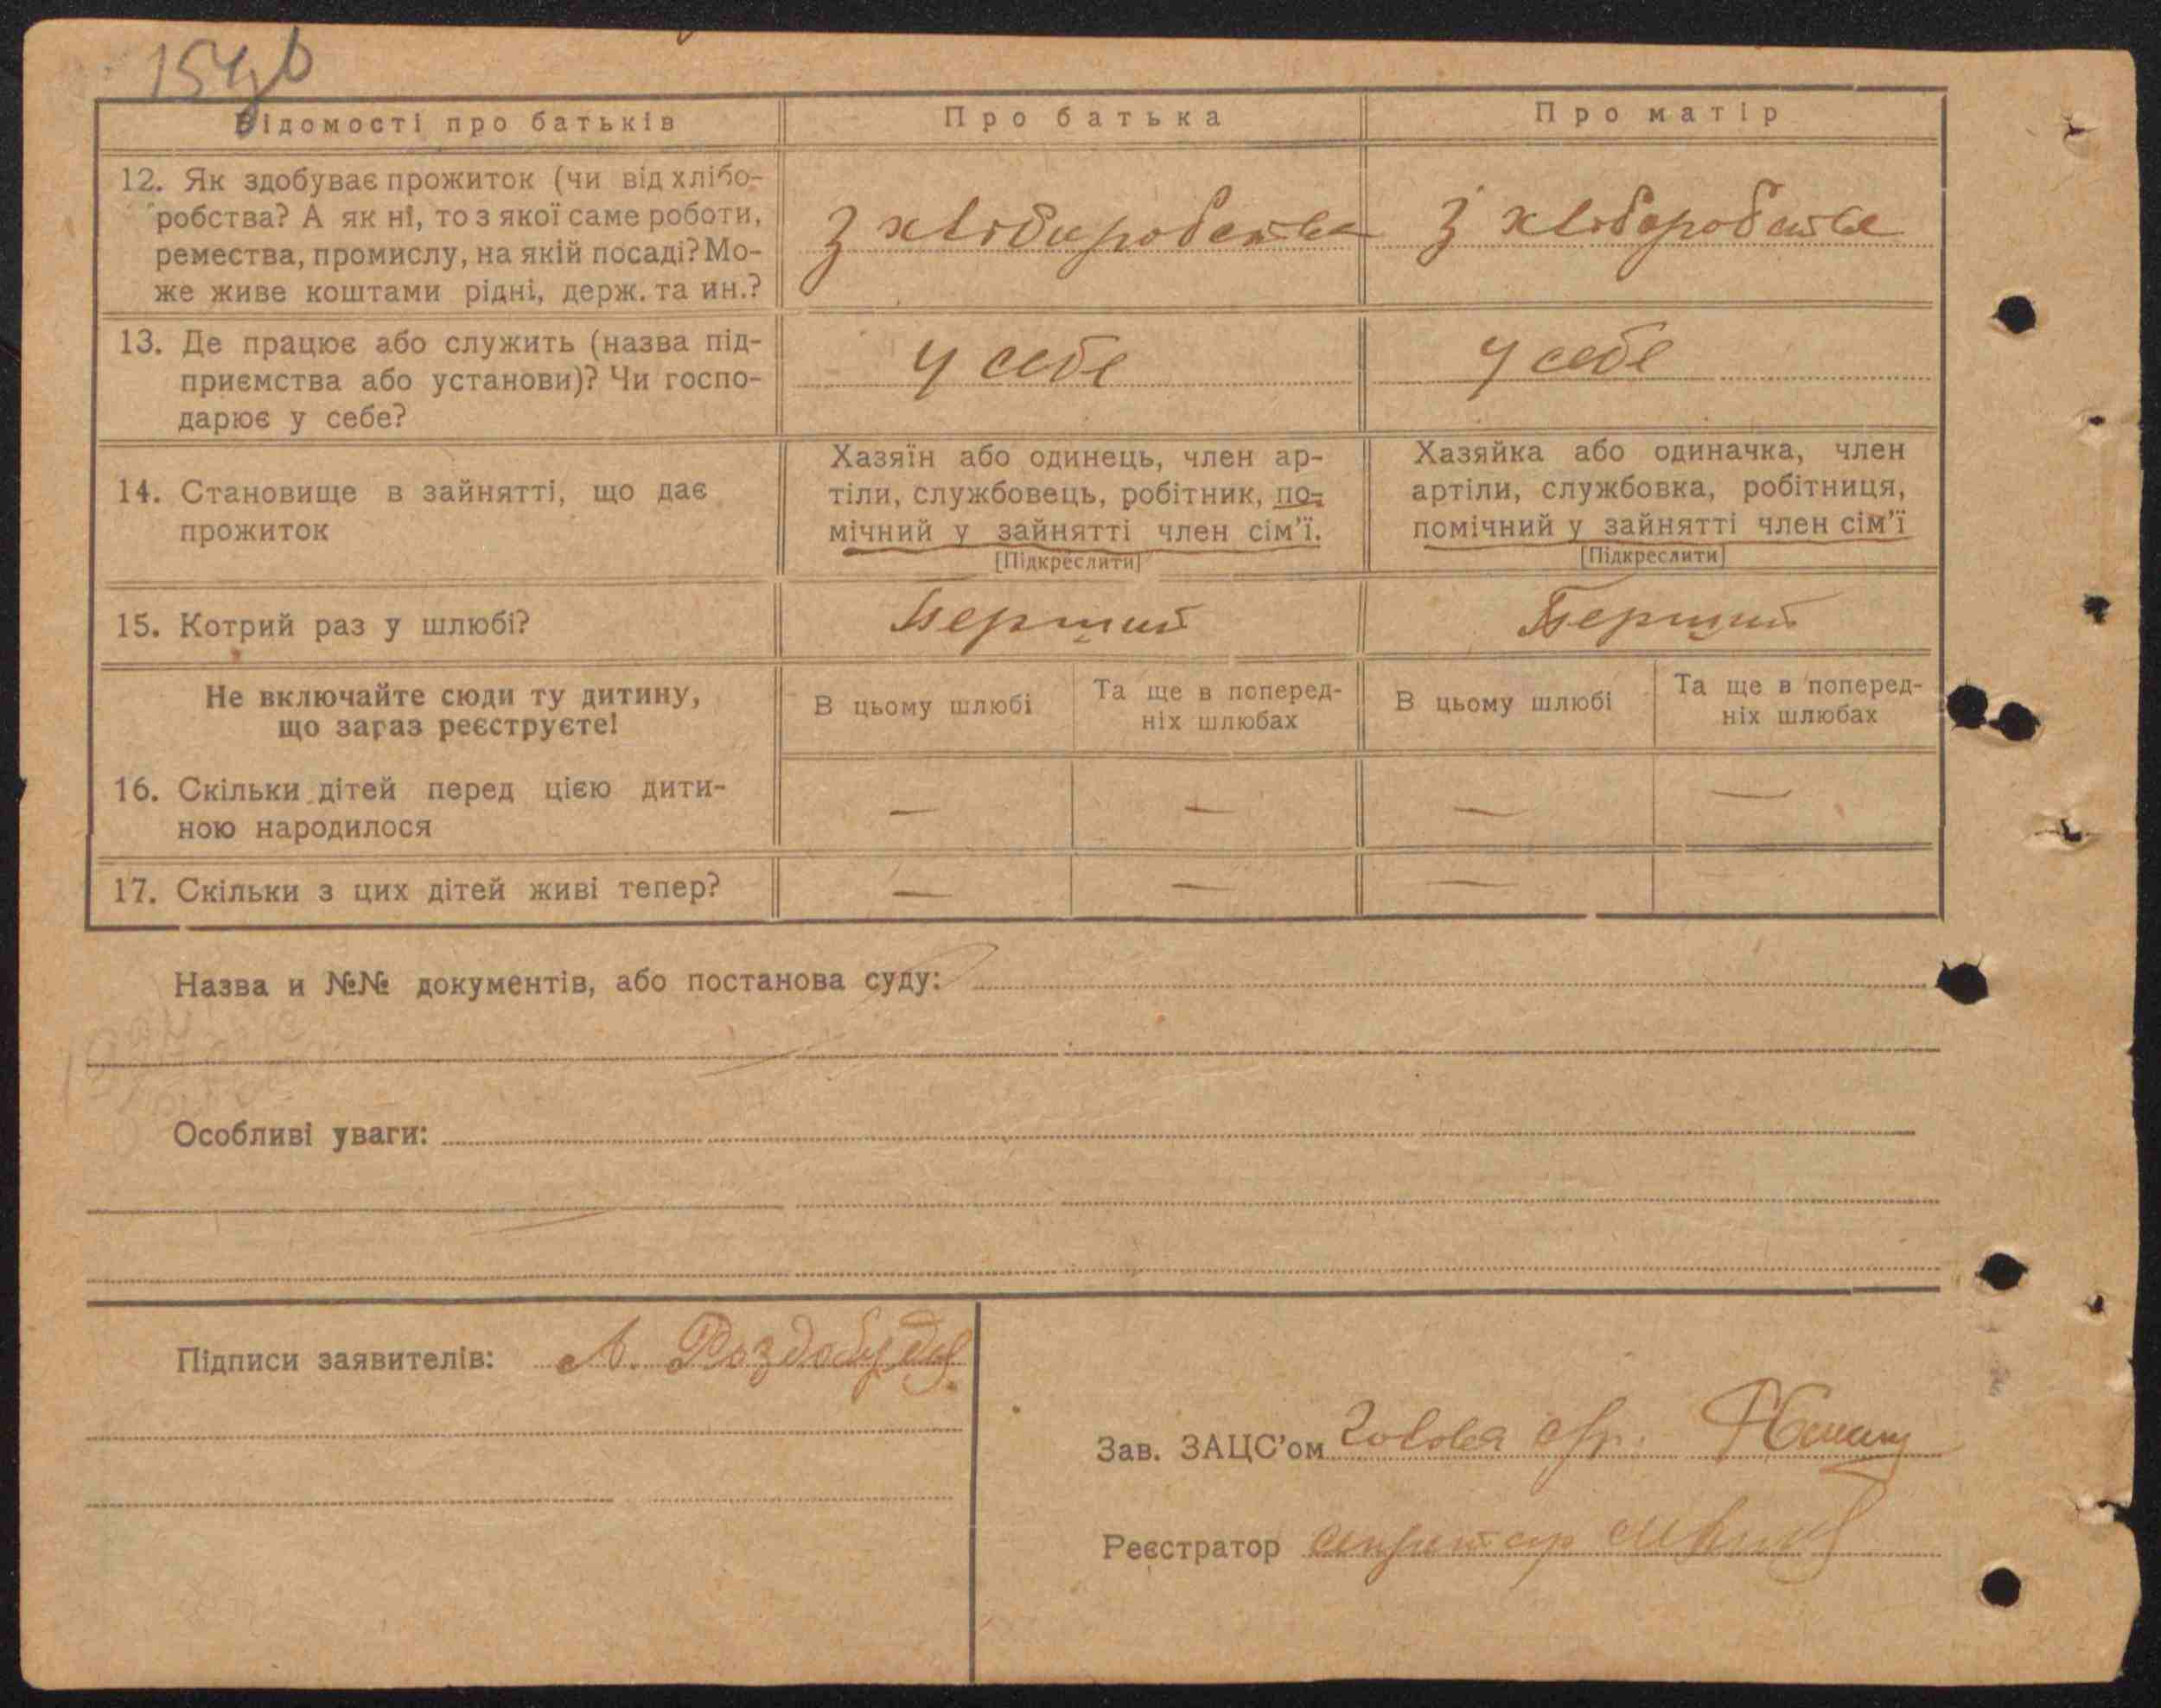 154
Відомості про батьків
Про батька
Про матір
12. Як здобуває прожиток (чи від хлібо-
робства? А як ні, то з якої саме роботи,
ремества, промислу, на якій посаді? Мо-
же живе коштами рідні, держ. та ин.?
З хліборобства
З хліборобства
13. Де працює або служить (назва під-
приємства або установи)? Чи госпо-
дарює у себе?
У себе
У себе
14. Становище в зайнятті, що дає
прожиток
Хазяїн або одинець, член ар-
тіли, службовець, робітник, по-
мічний у зайнятті член сім'ї.
[Підкреслити]
Хазяйка або одиначка, член
артіли, службовка, робітниця,
помічний у зайнятті член сім'ї
[Підкреслити]
15. Котрий раз у шлюбі?
Перший
Перший
Не включайте сюди ту дитину,
що зараз реєструєте!
В цьому шлюбі
Та ще в поперед-
ніх шлюбах
В цьому шлюбі
Та ще в поперед-
ніх шлюбах
16. Скільки дітей перед цією дити-
ною народилося
— — — —
17. Скільки з цих дітей живі тепер?
— — —
Назва и №№ документів, або постанова суду:
Особливі уваги:
Підписи заявителів: А. Роздобудь
Зав. ЗАЦС'ом Голова с/р.
Реєстратор секретар